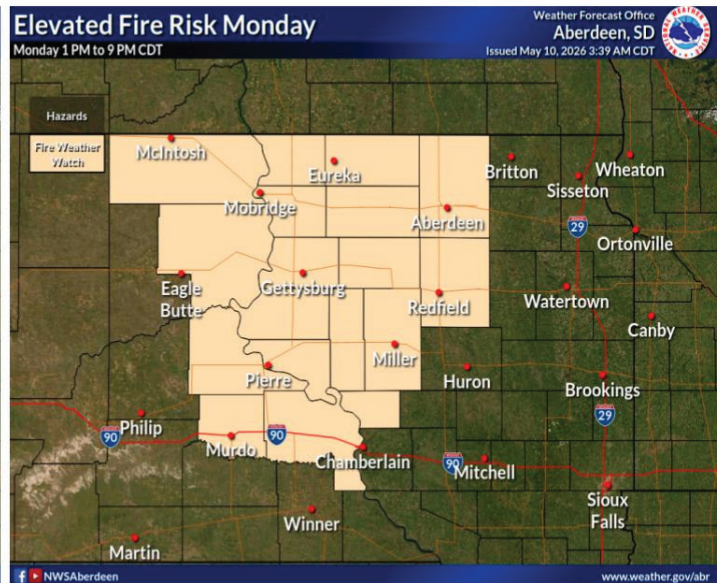 Elevated Fire Risk Monday
Monday 1 PM to 9 PM CDT
Weather Forecast Office
Aberdeen, SD
Issued May 10, 2026 3:39 AM CDT
Hazards
Fire Weather
Watch
McIntosh
Eureka
Britton
Wheaton
Sisseton
Mobridge
Aberdeen
29
Ortonville
Eagle
Butte
Gettysburg
Redfield
Watertown
Canby
Miller
Pierre
Huron
Brookings
29
Philip
90
Murdo
90
Chamberlain
90
Mitchell
Sioux
Falls
Winner
Martin
NWSAberdeen
www.weather.gov/abr